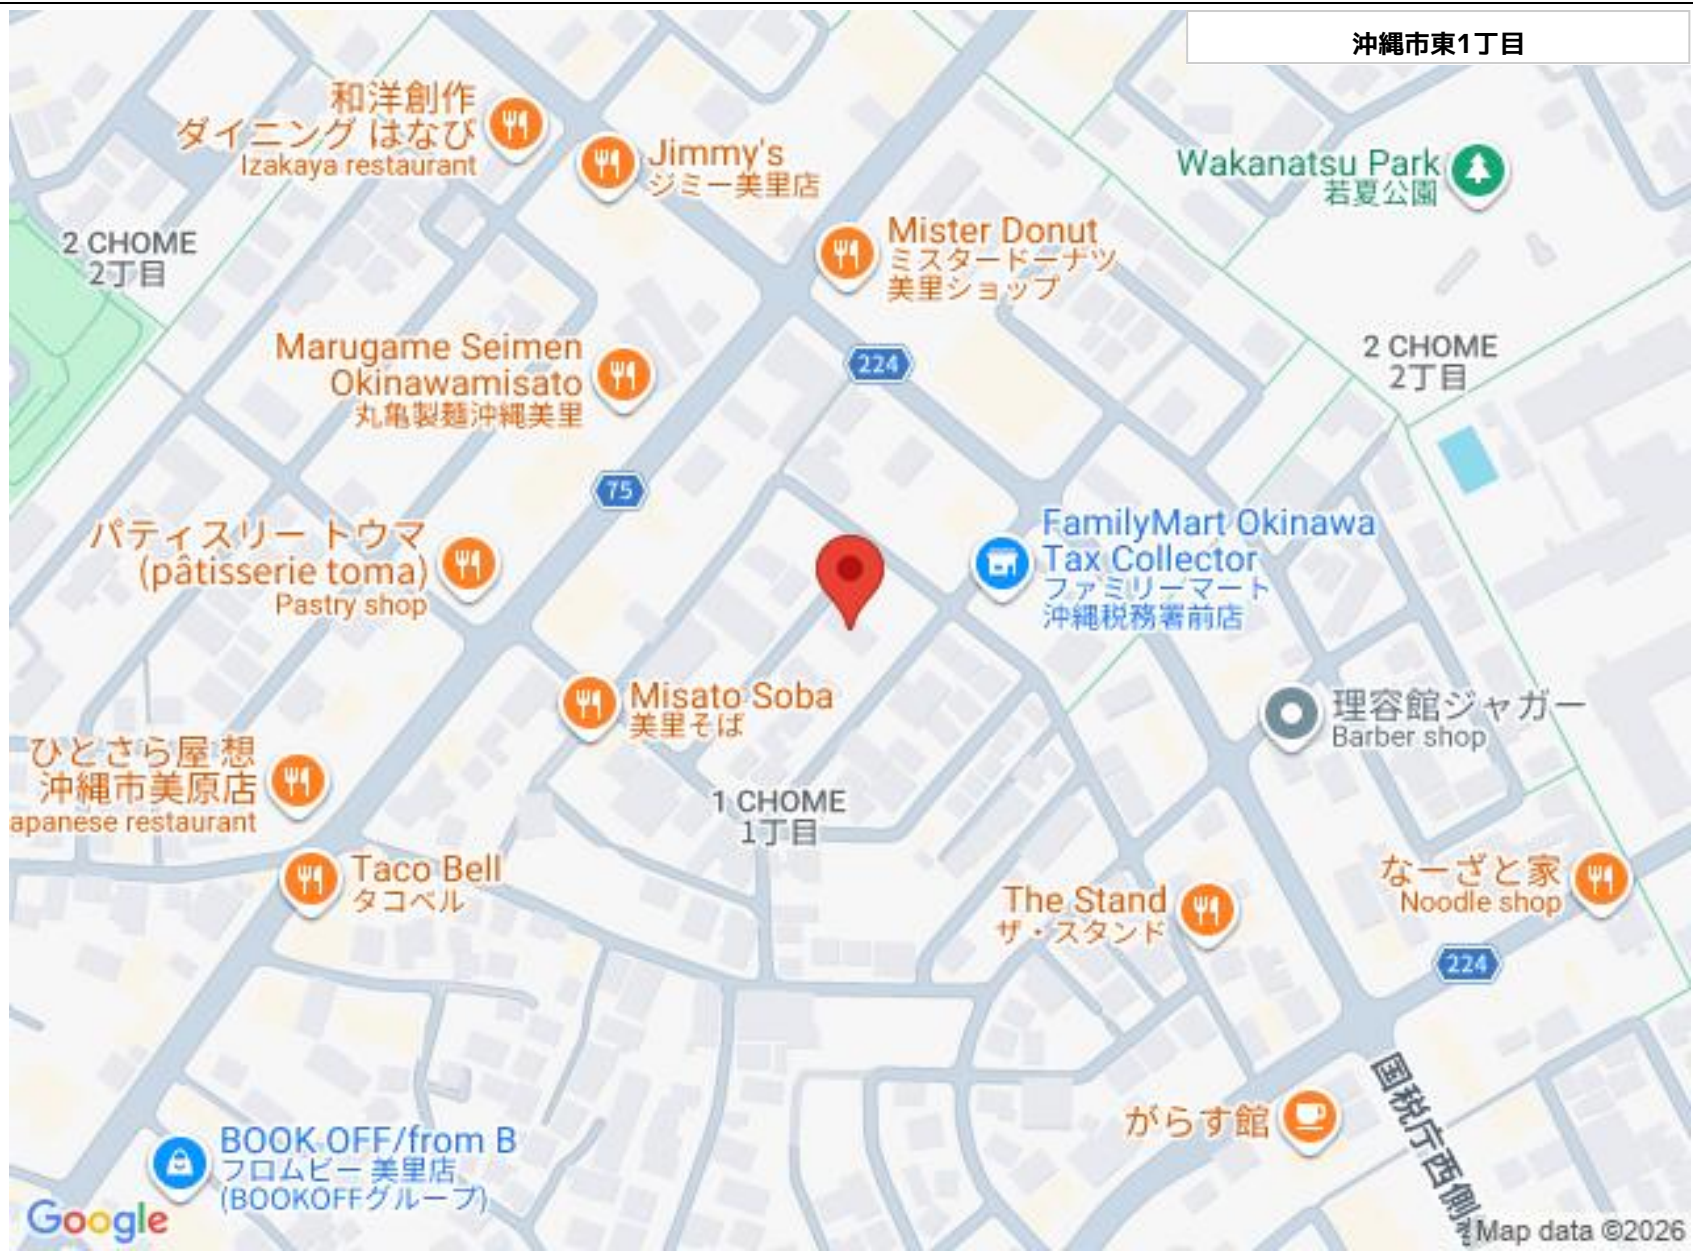 沖縄市東1丁目
和洋創作
ダイニング はなび
Izakaya restaurant
Jimmy's
ジミー美里店
Wakanatsu Park
若夏公園
2 CHOME
2丁目
Mister Donut
ミスタードーナツ
美里ショップ
Marugame Seimen
Okinawamisato
丸亀製麺沖縄美里
224
2 CHOME
2丁目
75
パティスリー トウマ
(pâtisserie toma)
Pastry shop
FamilyMart Okinawa
Tax Collector
ファミリーマート
沖縄税務署前店
Misato Soba
美里そば
理容館ジャガー
Barber shop
ひとさら屋 想
沖縄市美原店
apanese restaurant
1 CHOME
1丁目
Taco Bell
タコベル
The Stand
ザ・スタンド
なーざと家
Noodle shop
224
がらす館
国税庁西側
BOOK OFF/from B
フロムビー 美里店
(BOOKOFFグループ)
Google
Map data ©2026